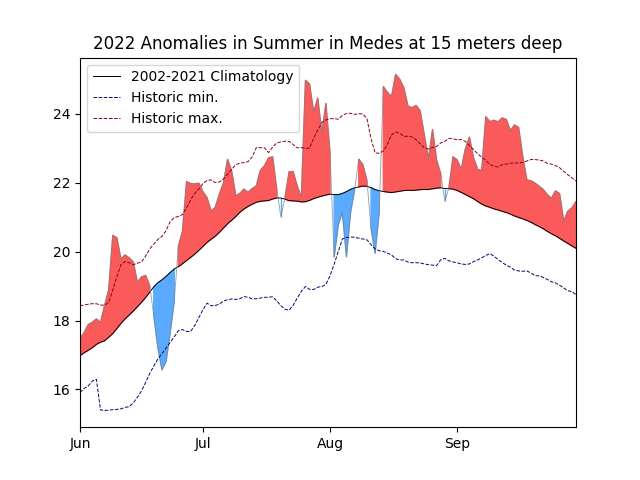 2022 Anomalies in Summer in Medes at 15 meters deep
2002-2021 Climatology
Historic min.
Historic max.
24
22
20
18
16
Jun Jul Aug Sep